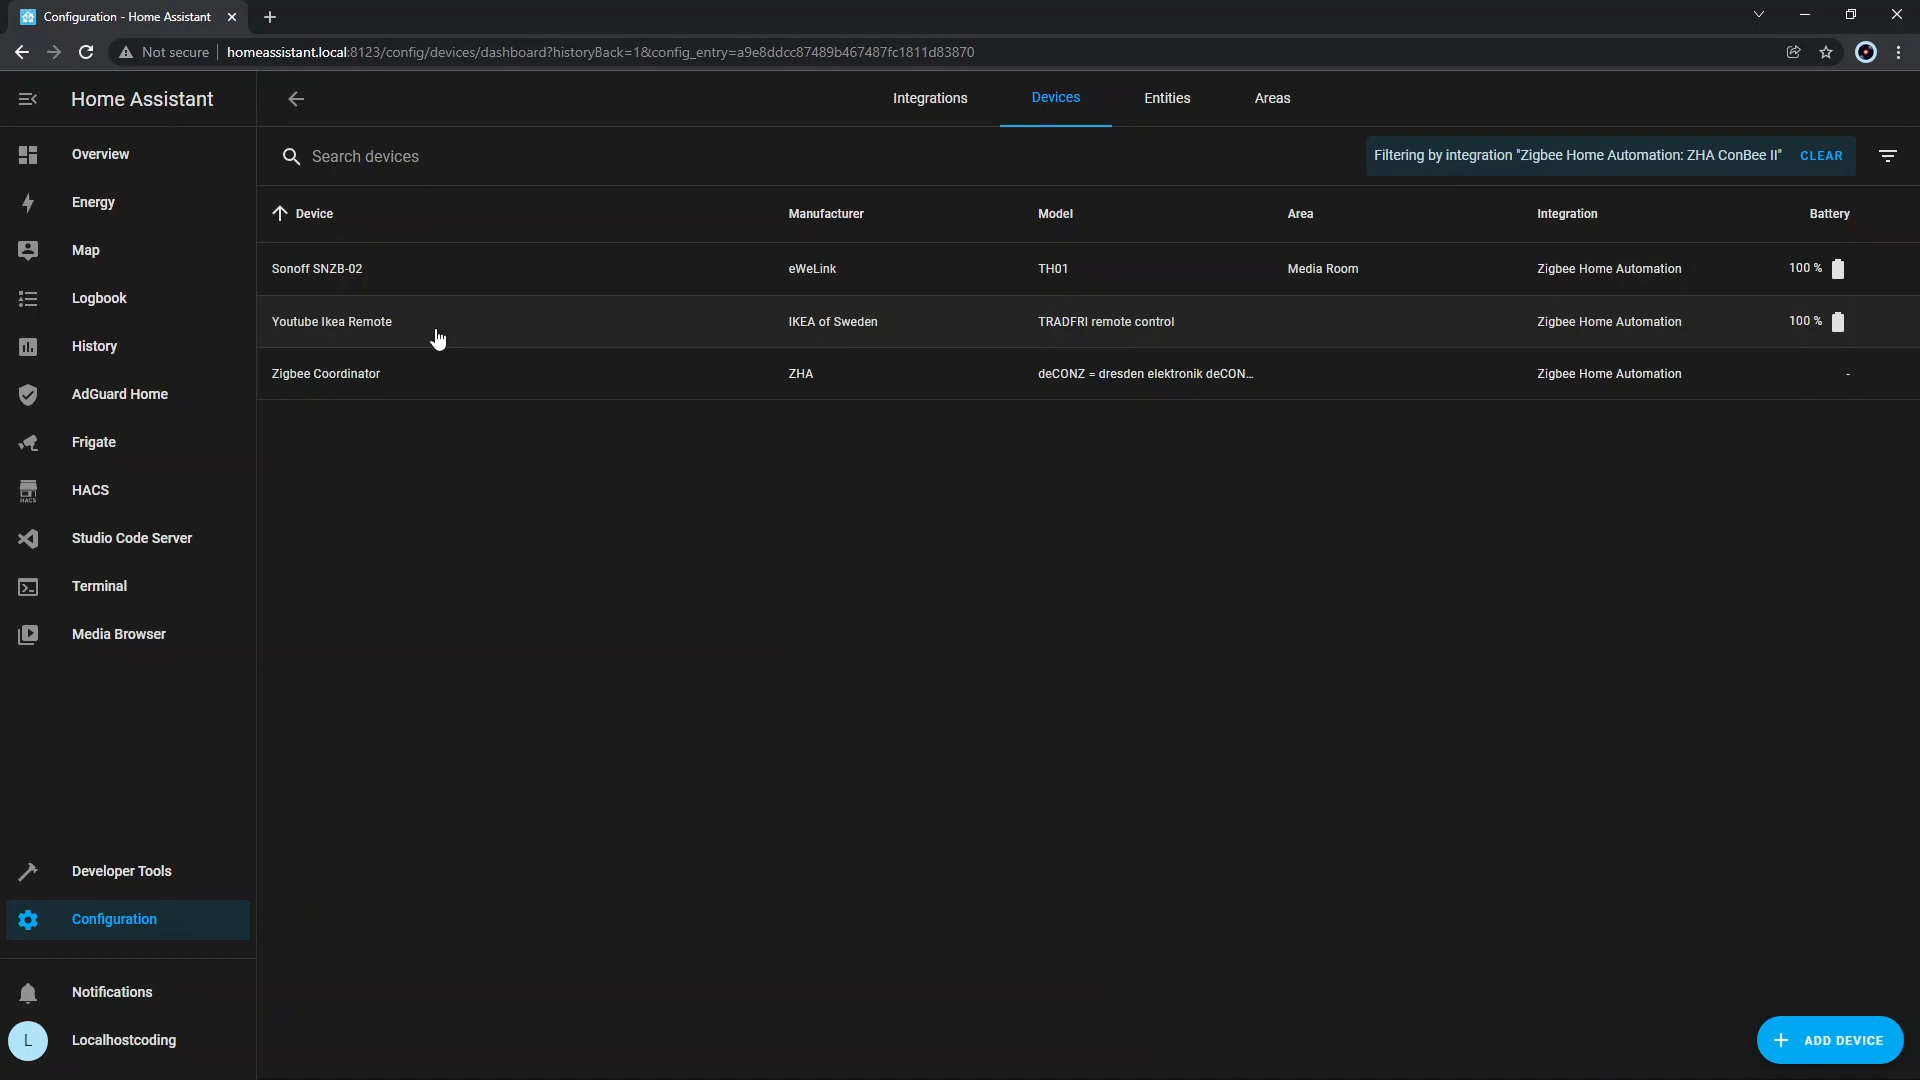 Configuration - Home Assistant
Not secure
homeassistant.local:8123/config/devices/dashboard?historyBack=1&config_entry=a9e8ddcc87489b467487fc1811d83870
Home Assistant
Integrations
Devices
Entities
Areas
Search devices
Filtering by integration "Zigbee Home Automation: ZHA ConBee II"
CLEAR
Overview
Energy
Map
Logbook
History
AdGuard Home
Frigate
HACS
HACS
Studio Code Server
Terminal
Media Browser
Developer Tools
Configuration
Notifications
L
Localhostcoding
Device Manufacturer Model Area Integration Battery
Sonoff SNZB-02 eWeLink TH01 Media Room Zigbee Home Automation 100 %
Youtube Ikea Remote IKEA of Sweden TRADFRI remote control Zigbee Home Automation 100 %
Zigbee Coordinator ZHA deCONZ = dresden elektronik deCON... Zigbee Home Automation -
ADD DEVICE